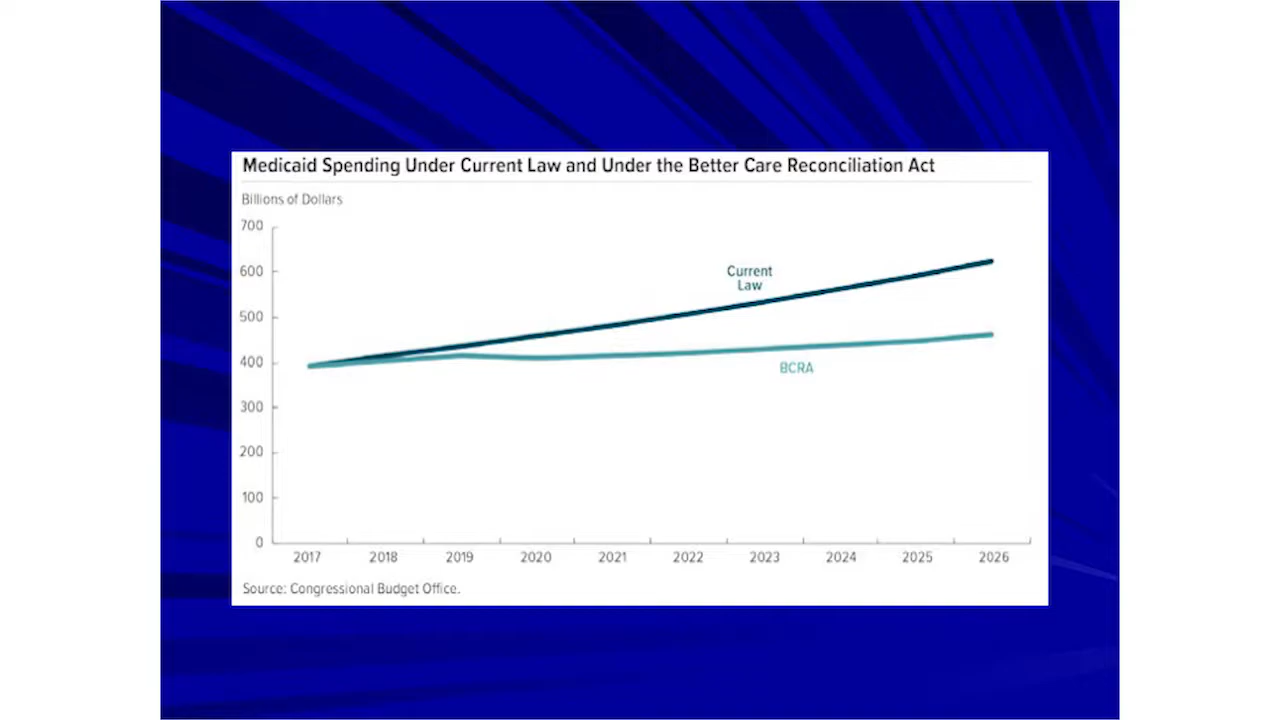 Medicaid Spending Under Current Law and Under the Better Care Reconciliation Act
Billions of Dollars
700
600
500
400
300
200
100
0
Current
Law
BCRA
2017 2018 2019 2020 2021 2022 2023 2024 2025 2026
Source: Congressional Budget Office.